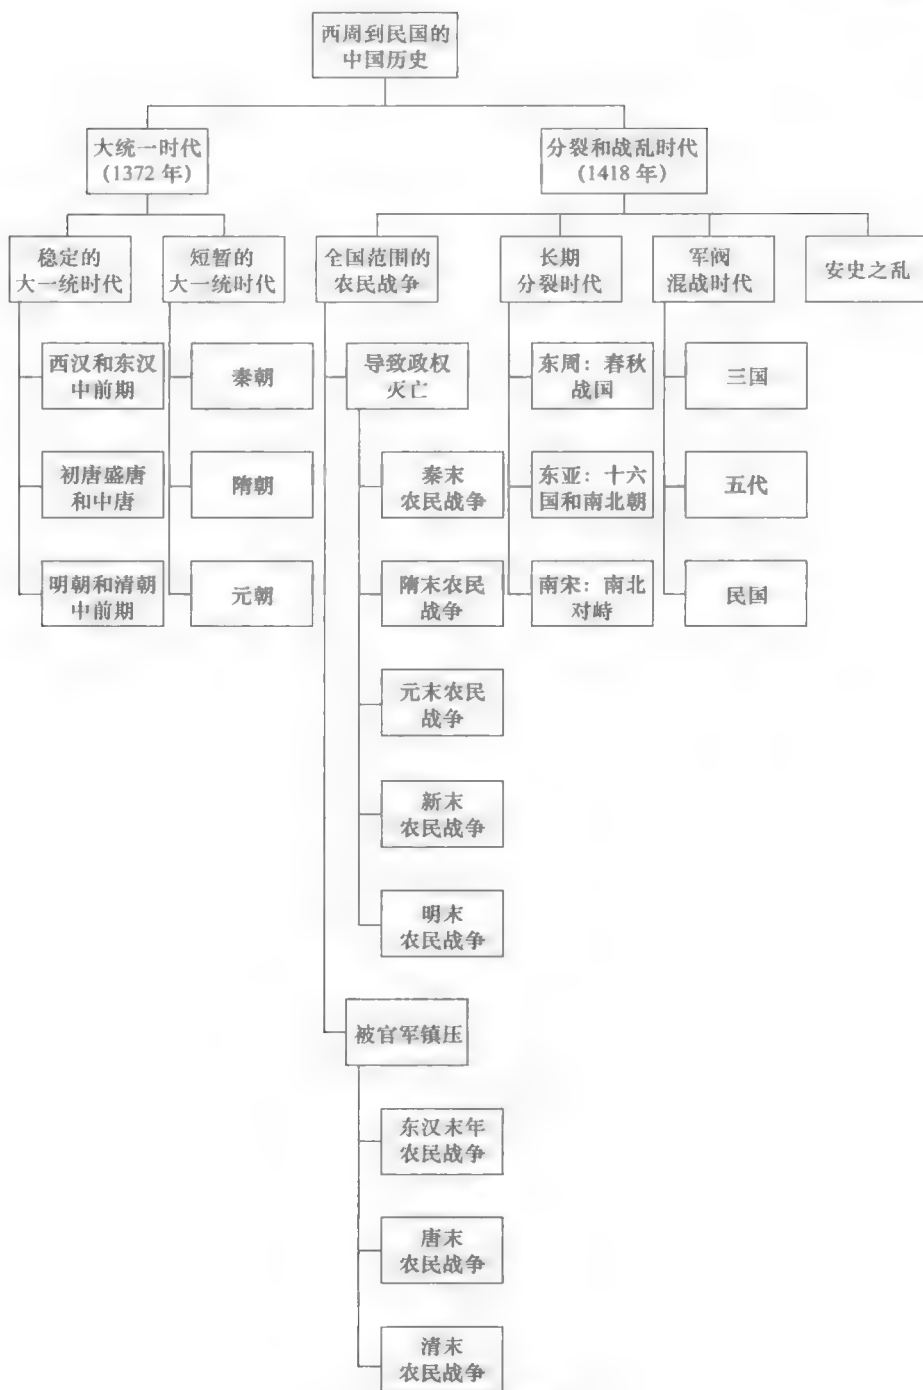 西周到民国的
中国历史
大统一时代
(1372 年)
分裂和战乱时代
(1418 年)
稳定的
大一统时代
短暂的
大一统时代
全国范围的
农民战争
长期
分裂时代
军阀
混战时代
安史之乱
西汉和东汉
中前期
秦朝
导致政权
灭亡
东周：春秋
战国
三国
初唐盛唐
和中唐
隋朝
秦末
农民战争
东亚：十六
国和南北朝
五代
明朝和清朝
中前期
元朝
隋末农民
战争
南宋：南北
对峙
民国
元末农民
战争
新末
农民战争
明末
农民战争
被官军镇压
东汉末年
农民战争
唐末
农民战争
清末
农民战争